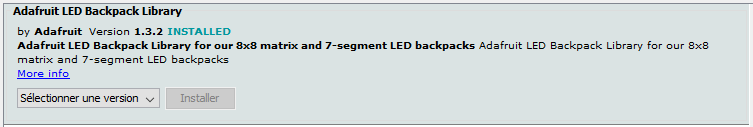 Adafruit LED Backpack Library
by Adafruit Version 1.3.2 INSTALLED
Adafruit LED Backpack Library for our 8x8 matrix and 7-segment LED backpacks Adafruit LED Backpack Library for our 8x8
matrix and 7-segment LED backpacks
More info
Sélectionner une version Installer